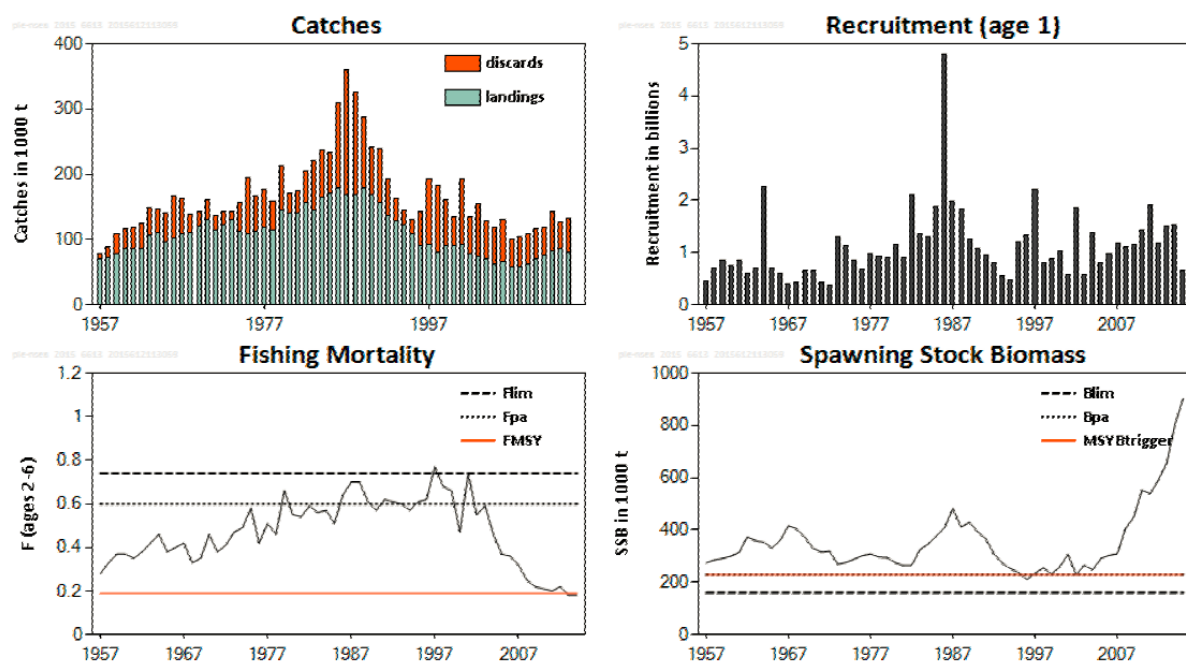 Catches
Catches in 1000 t
400
300
200
100
0
discards
landings
1957
1977
1997
Recruitment (age 1)
Recruitment in billions
5
4
3
2
1
0
1957
1967
1977
1987
1997
2007
Fishing Mortality
F (ages 2-6)
1.2
1
0.8
0.6
0.4
0.2
0
Flim
Fpa
FMSY
1957
1967
1977
1987
1997
2007
Spawning Stock Biomass
SSB in 1000 t
1000
800
600
400
200
0
Blim
Bpa
MSYBtrigger
1957
1967
1977
1987
1997
2007